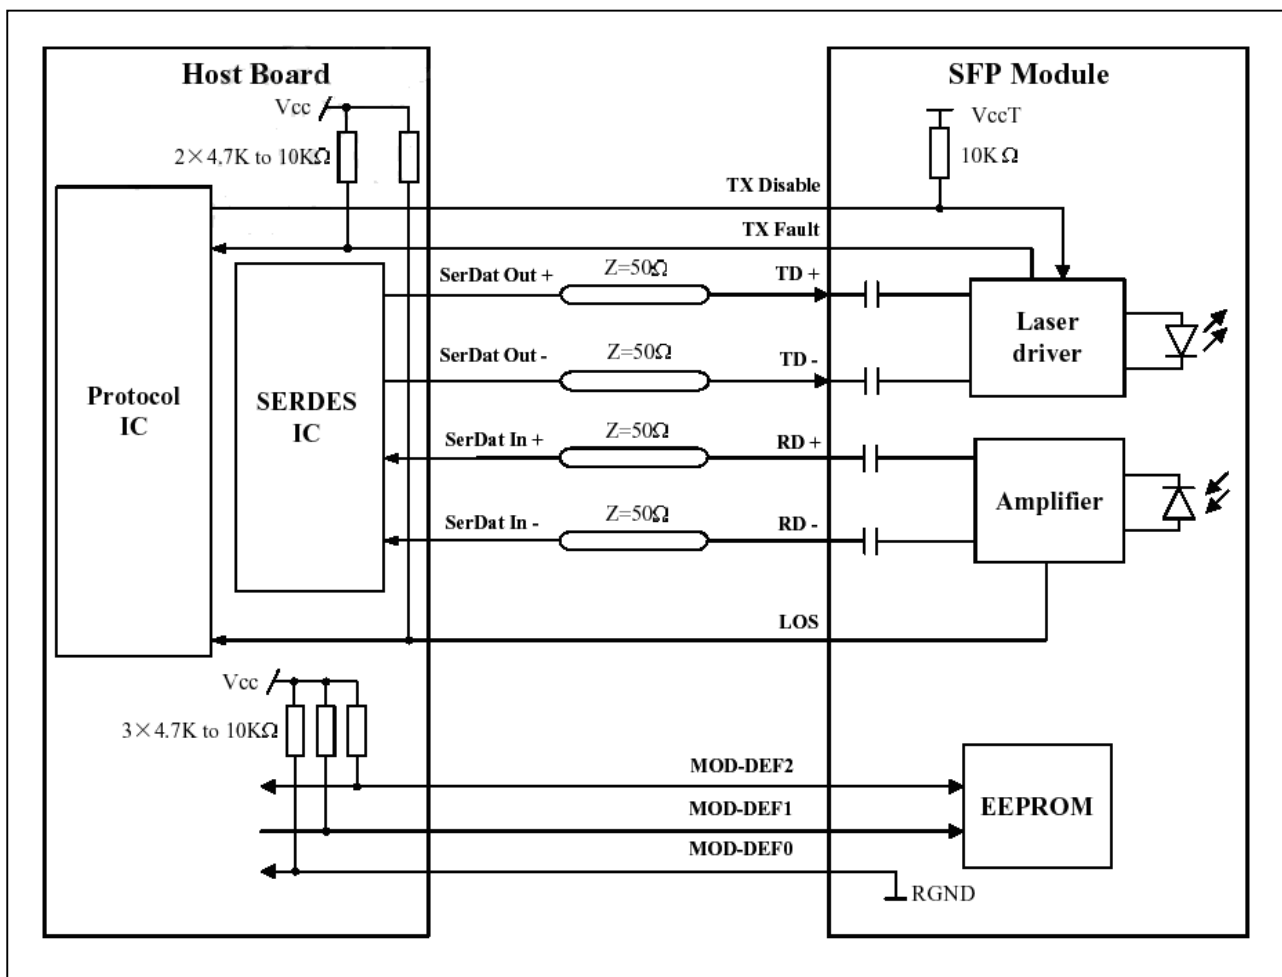 Host Board
SFP Module
Vcc
2×4.7K to 10KΩ
VccT
10KΩ
TX Disable
TX Fault
SerDat Out +
Z=50Ω
TD +
SerDat Out -
Z=50Ω
TD -
Laser
driver
Protocol
IC
SERDES
IC
SerDat In +
Z=50Ω
RD +
SerDat In -
Z=50Ω
RD -
Amplifier
LOS
Vcc
3×4.7K to 10KΩ
MOD-DEF2
MOD-DEF1
MOD-DEF0
EEPROM
RGND